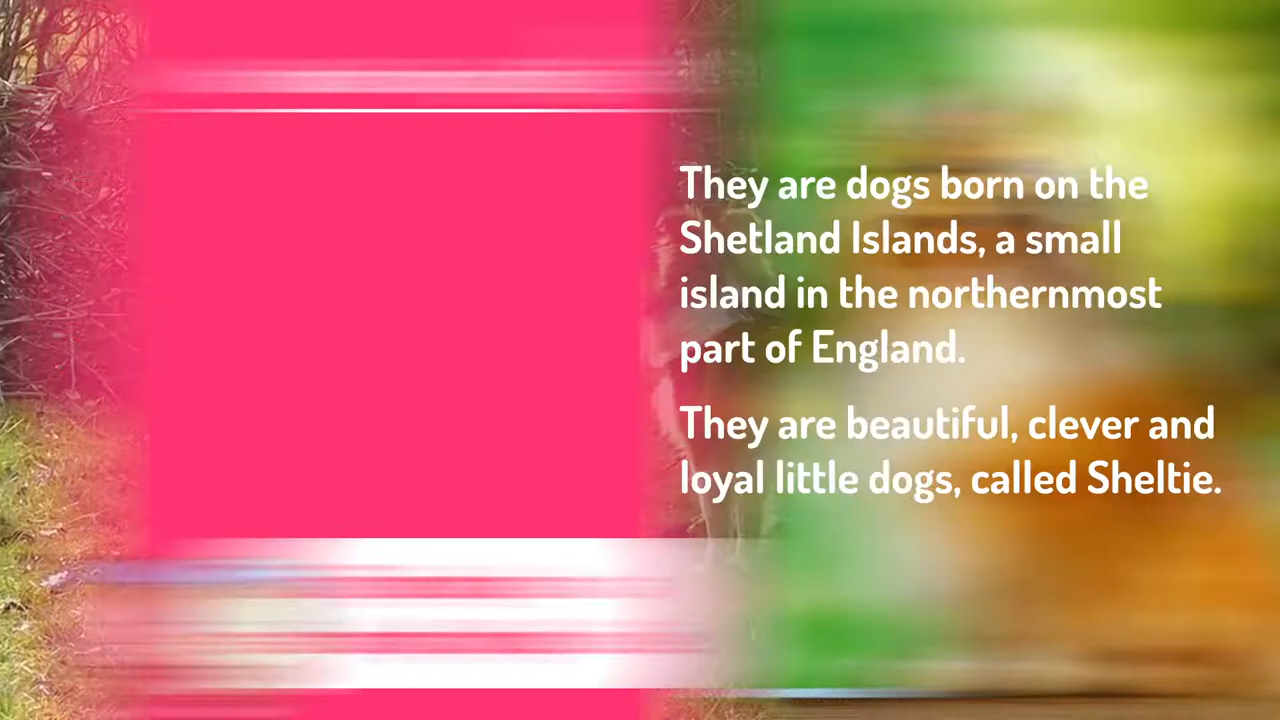 They are dogs born on the
Shetland Islands, a small
island in the northernmost
part of England.
They are beautiful, clever and
loyal little dogs, called Sheltie.